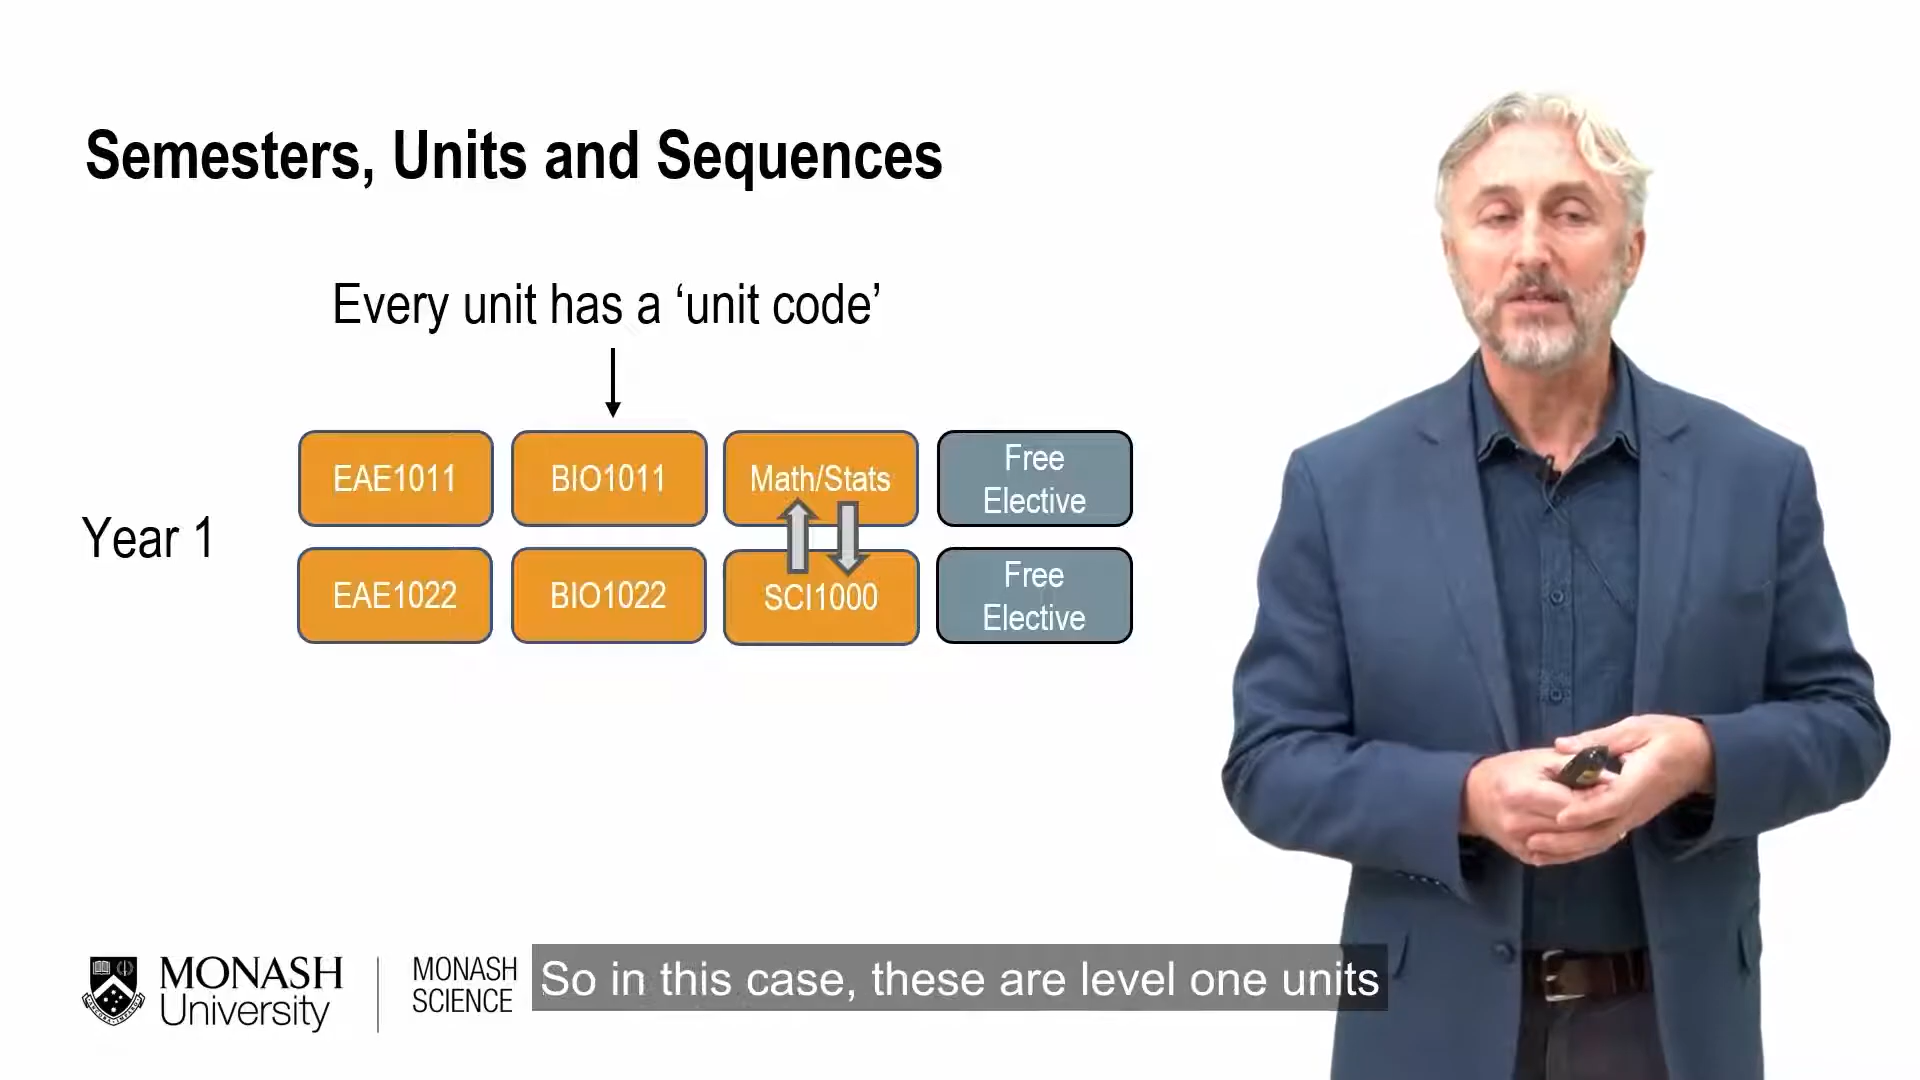 Semesters, Units and Sequences
Every unit has a ‘unit code’
Year 1
EAE1011
BIO1011
Math/Stats
Free
Elective
EAE1022
BIO1022
SCI1000
Free
Elective
MONASH
University
MONASH
SCIENCE
So in this case, these are level one units